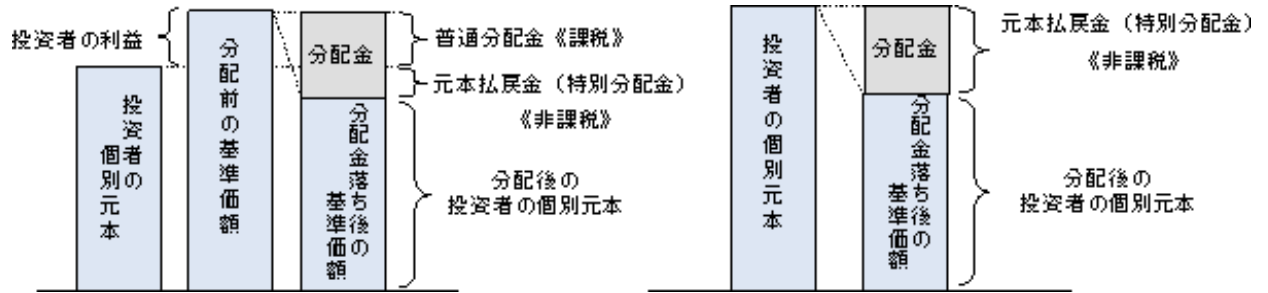 投資者の利益
投資者の
個別元本
分配前の基準価額
分配金
分配金落ち後の
基準価額
普通分配金《課税》
元本払戻金（特別分配金）
《非課税》
分配後の
投資者の個別元本
投資者の個別元本
分配金
分配金落ち後の
基準価額
元本払戻金（特別分配金）
《非課税》
分配後の
投資者の個別元本